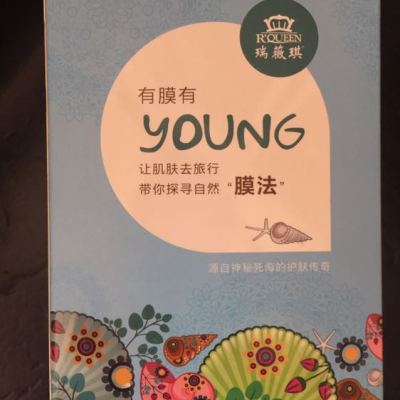 R'QUEEN
瑞薇琪
有膜有
YOUNG
让肌肤去旅行
带你探寻自然“膜法”
源自神秘死海的护肤传奇